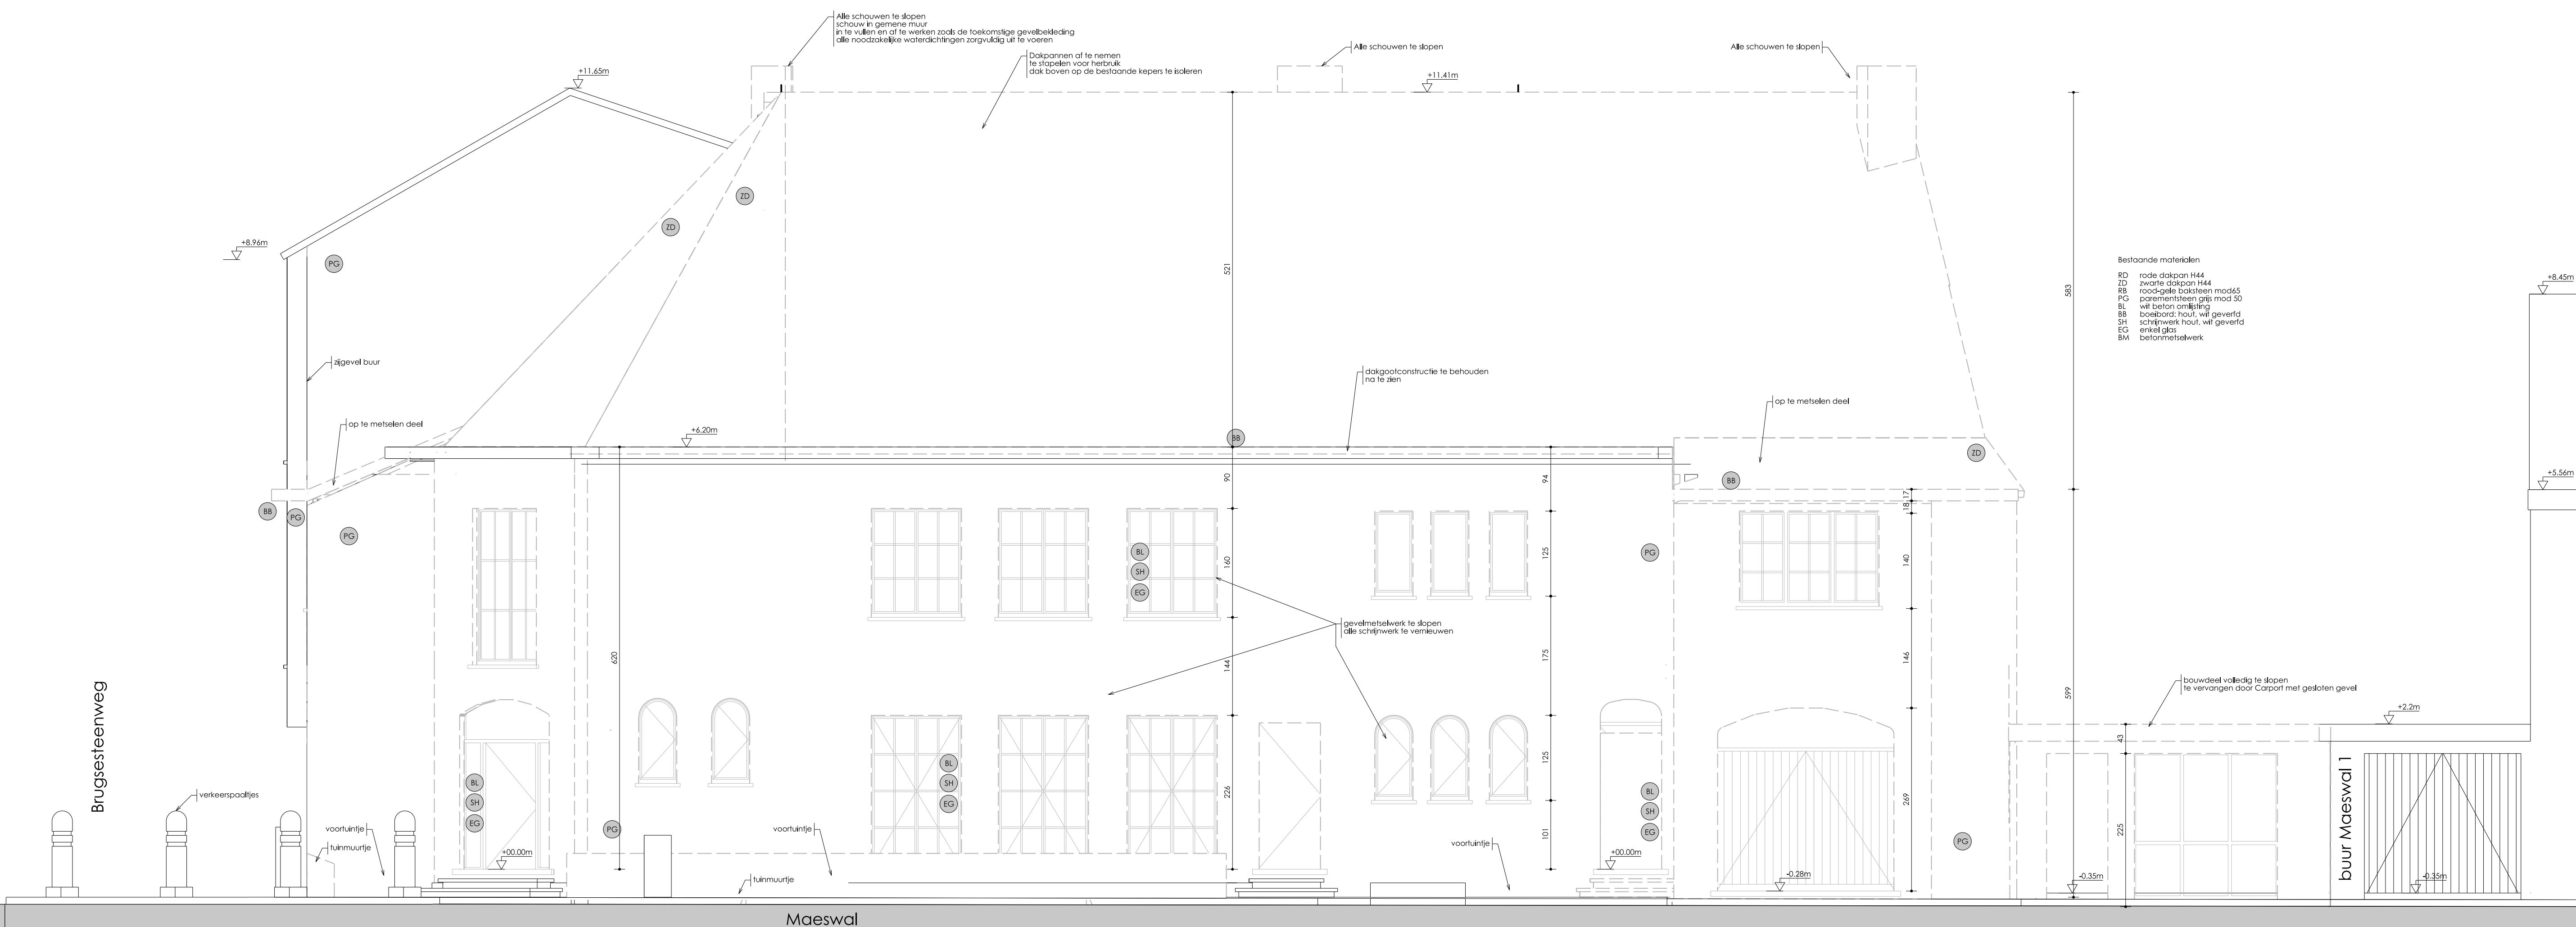 Alle schouwen te slopen
schouw in gemene muur
in te vullen en af te werken zoals de toekomstige gevelbekleding
allle noodzakelijke waterdichtingen zorgvuldig uit te voeren
Dakpannen af te nemen
te stapelen voor herbruik
dak boven op de bestaande kepers te isoleren
Alle schouwen te slopen
Alle schouwen te slopen
+11.65m
+11.41m
ZD
ZD
+8.96m
PG
521
583
Bestaande materialen
RD rode dakpan H44
ZD zwarte dakpan H44
RB rood-gele baksteen mod65
PG parementsteen grijs mod 50
BL wit beton omlijsting
BB boeibord: hout, wit geverfd
SH schrijnwerk hout, wit geverfd
EG enkel glas
BM betonmetselwerk
+8.45m
zijgevel buur
dakgootconstructie te behouden
na te zien
op te metselen deel
op te metselen deel
+6.20m
BB
ZD
BB
+5.56m
90
94
17
18
BB
PG
PG
BL
SH
EG
160
125
PG
140
gevelmetselwerk te slopen
alle schrijnwerk te vernieuwen
620
144
175
146
599
bouwdeel volledig te slopen
te vervangen door Carport met gesloten gevel
+2.2m
43
Brugsesteenweg
verkeerspaaltjes
BL
SH
EG
BL
SH
EG
226
125
BL
SH
EG
269
225
buur Maeswal 1
voortuintje
tuinmuurtje
PG
voortuintje
101
voortuintje
PG
+00.00m
+00.00m
tuinmuurtje
-0.28m
-0.35m
-0.35m
Maeswal